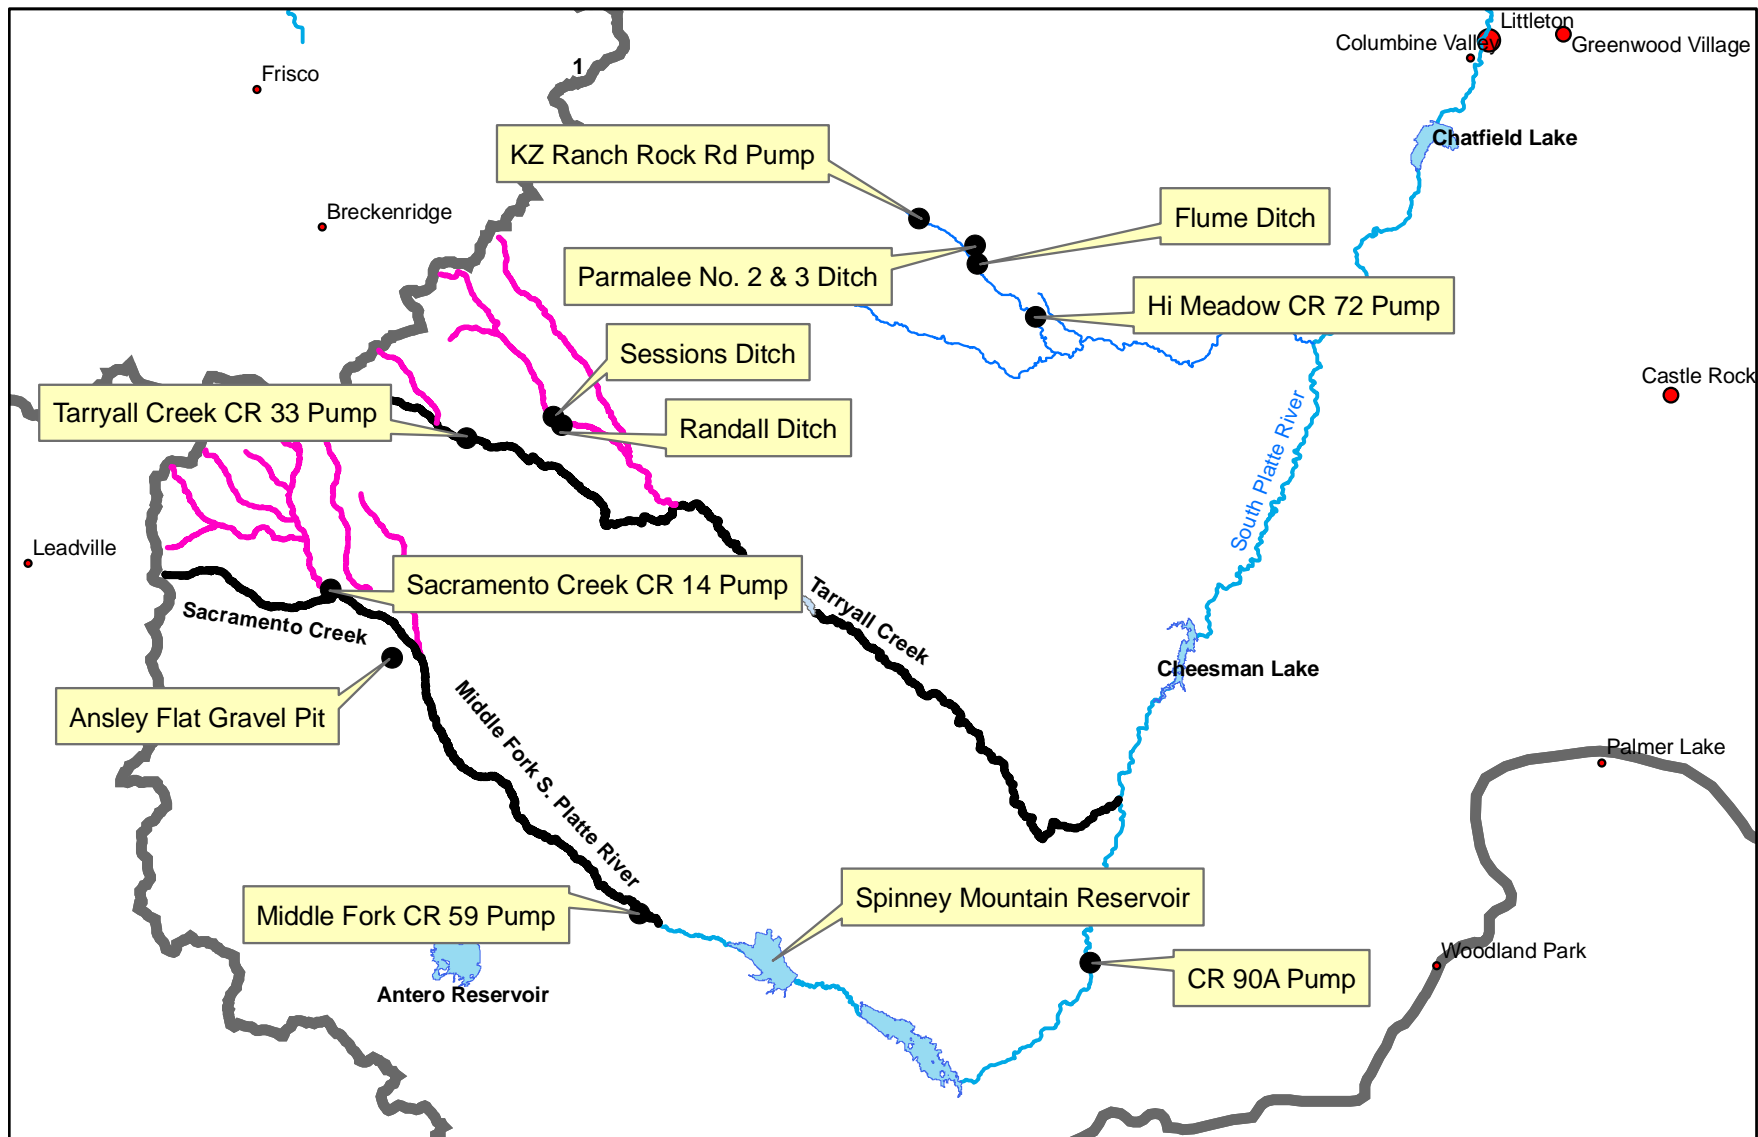 Littleton
Columbine Valley
Greenwood Village
Frisco
1
Chatfield Lake
KZ Ranch Rock Rd Pump
Breckenridge
Flume Ditch
Parmalee No. 2 & 3 Ditch
Hi Meadow CR 72 Pump
Sessions Ditch
Castle Rock
Tarryall Creek CR 33 Pump
Randall Ditch
South Platte River
Leadville
Sacramento Creek CR 14 Pump
Sacramento Creek
Tarryall Creek
Cheesman Lake
Ansley Flat Gravel Pit
Middle Fork S. Platte River
Palmer Lake
Spinney Mountain Reservoir
Middle Fork CR 59 Pump
Woodland Park
CR 90A Pump
Antero Reservoir